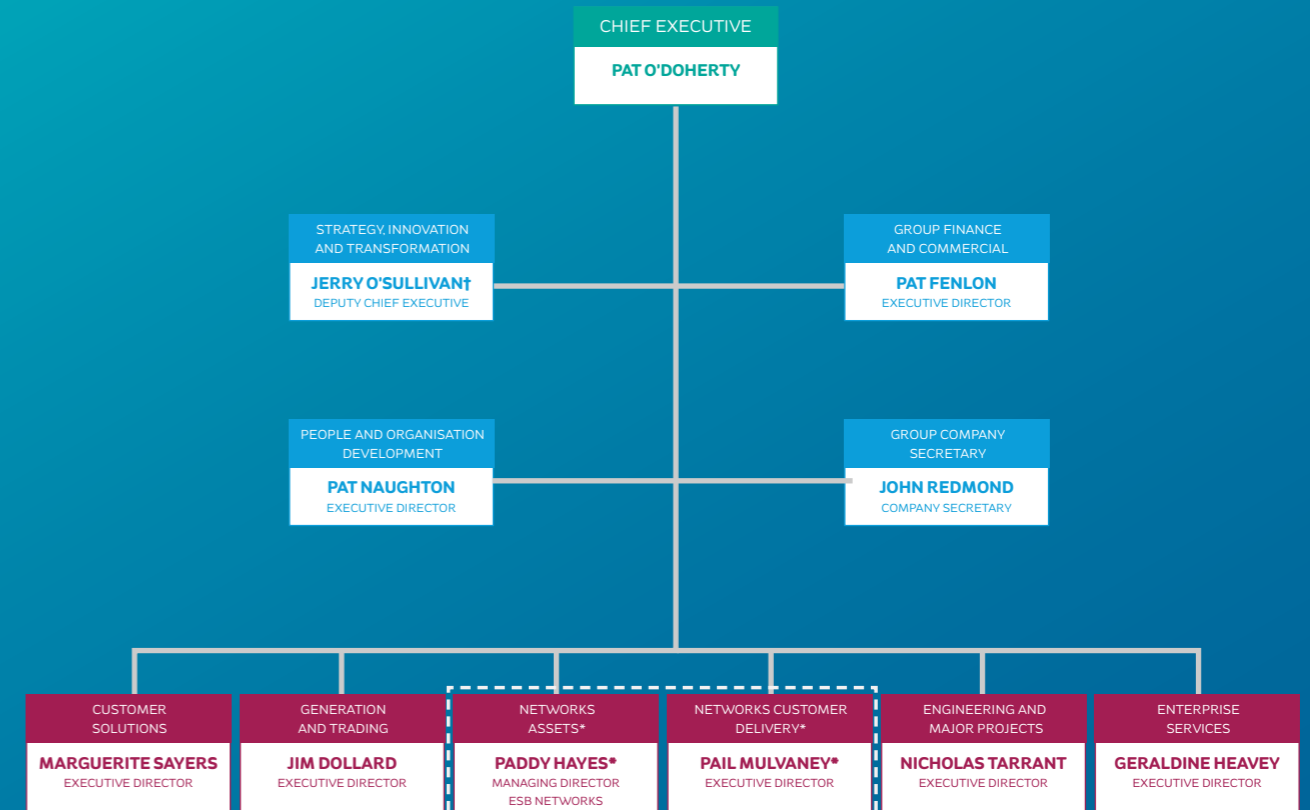 CHIEF EXECUTIVE
PAT O'DOHERTY
STRATEGY, INNOVATION
AND TRANSFORMATION
JERRY O'SULLIVAN†
DEPUTY CHIEF EXECUTIVE
GROUP FINANCE
AND COMMERCIAL
PAT FENLON
EXECUTIVE DIRECTOR
PEOPLE AND ORGANISATION
DEVELOPMENT
PAT NAUGHTON
EXECUTIVE DIRECTOR
GROUP COMPANY
SECRETARY
JOHN REDMOND
COMPANY SECRETARY
CUSTOMER
SOLUTIONS
MARGUERITE SAYERS
EXECUTIVE DIRECTOR
GENERATION
AND TRADING
JIM DOLLARD
EXECUTIVE DIRECTOR
NETWORKS
ASSETS*
PADDY HAYES*
MANAGING DIRECTOR
ESB NETWORKS
NETWORKS CUSTOMER
DELIVERY*
PAIL MULVANEY*
EXECUTIVE DIRECTOR
ENGINEERING AND
MAJOR PROJECTS
NICHOLAS TARRANT
EXECUTIVE DIRECTOR
ENTERPRISE
SERVICES
GERALDINE HEAVEY
EXECUTIVE DIRECTOR